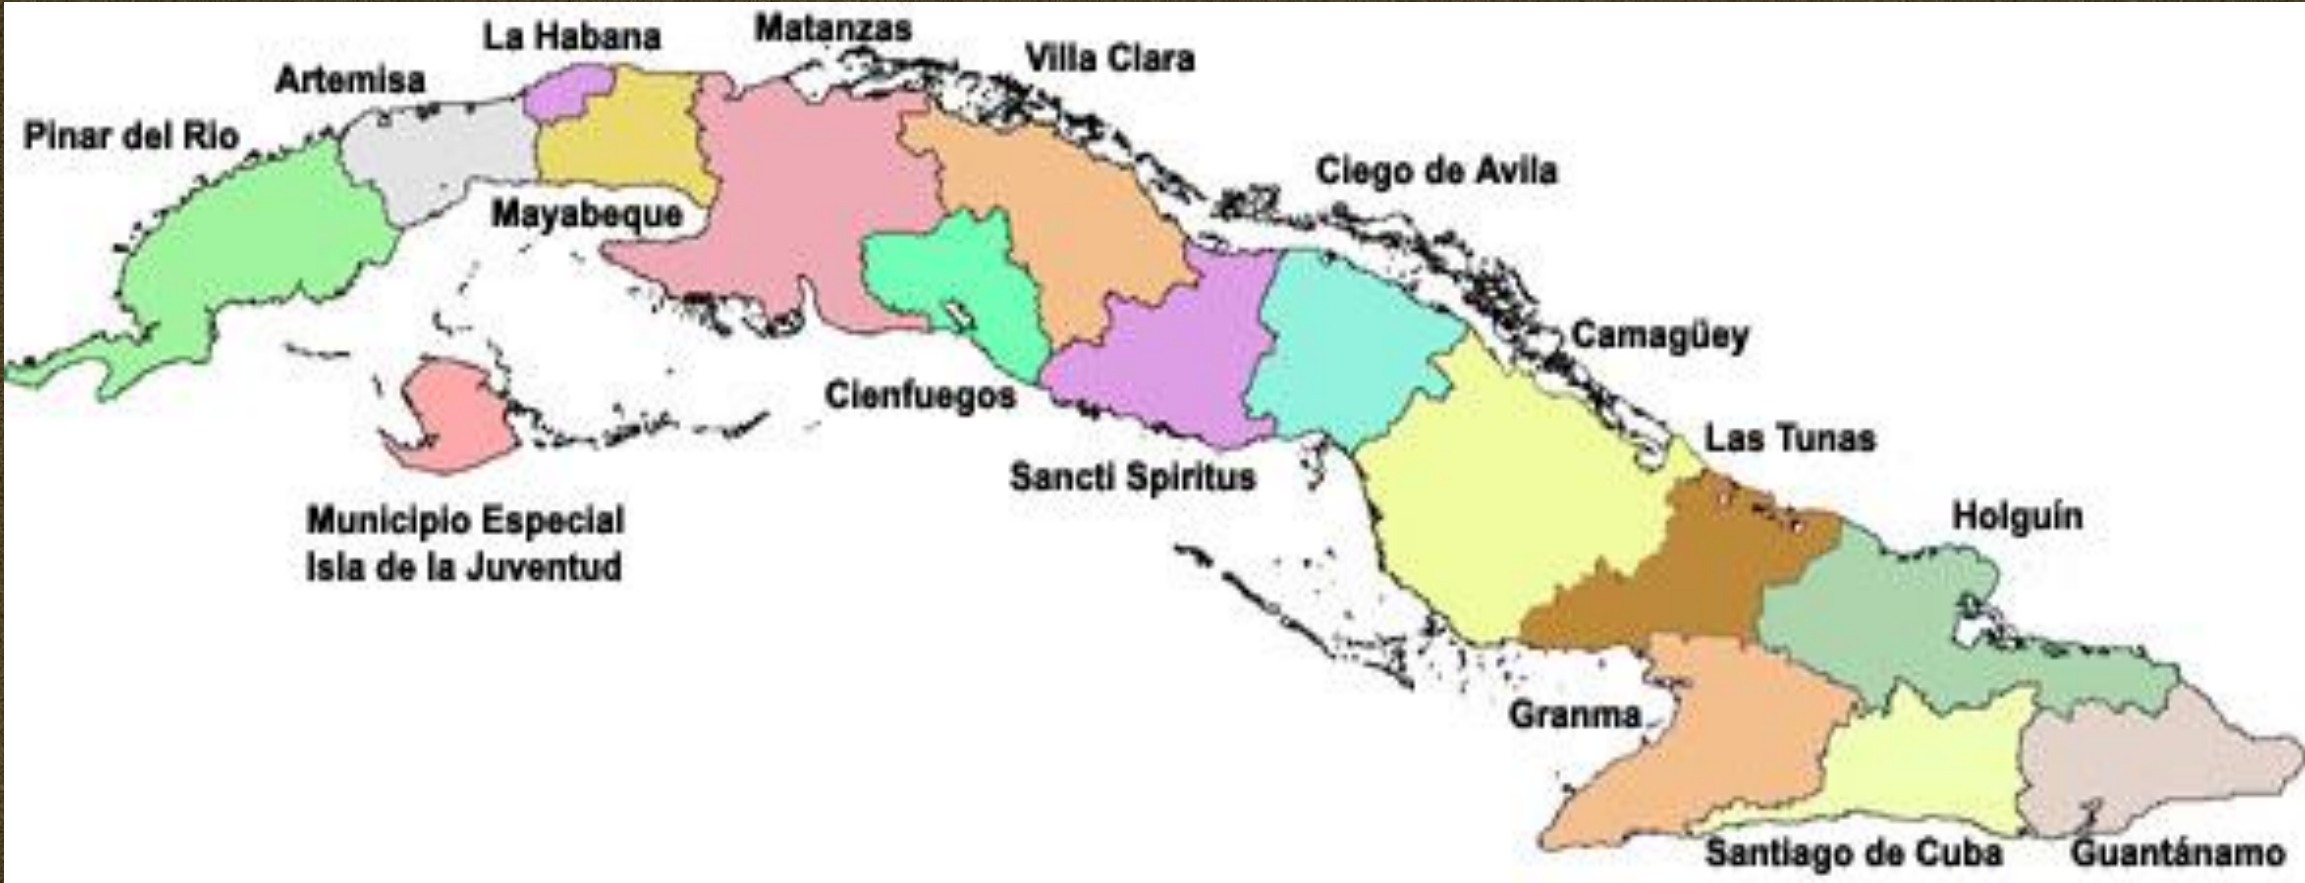 La Habana
Matanzas
Villa Clara
Artemisa
Pinar del Rio
Ciego de Avila
Mayabeque
Camagüey
Cienfuegos
Las Tunas
Sancti Spiritus
Municipio Especial
Isla de la Juventud
Holguín
Granma
Santiago de Cuba
Guantánamo